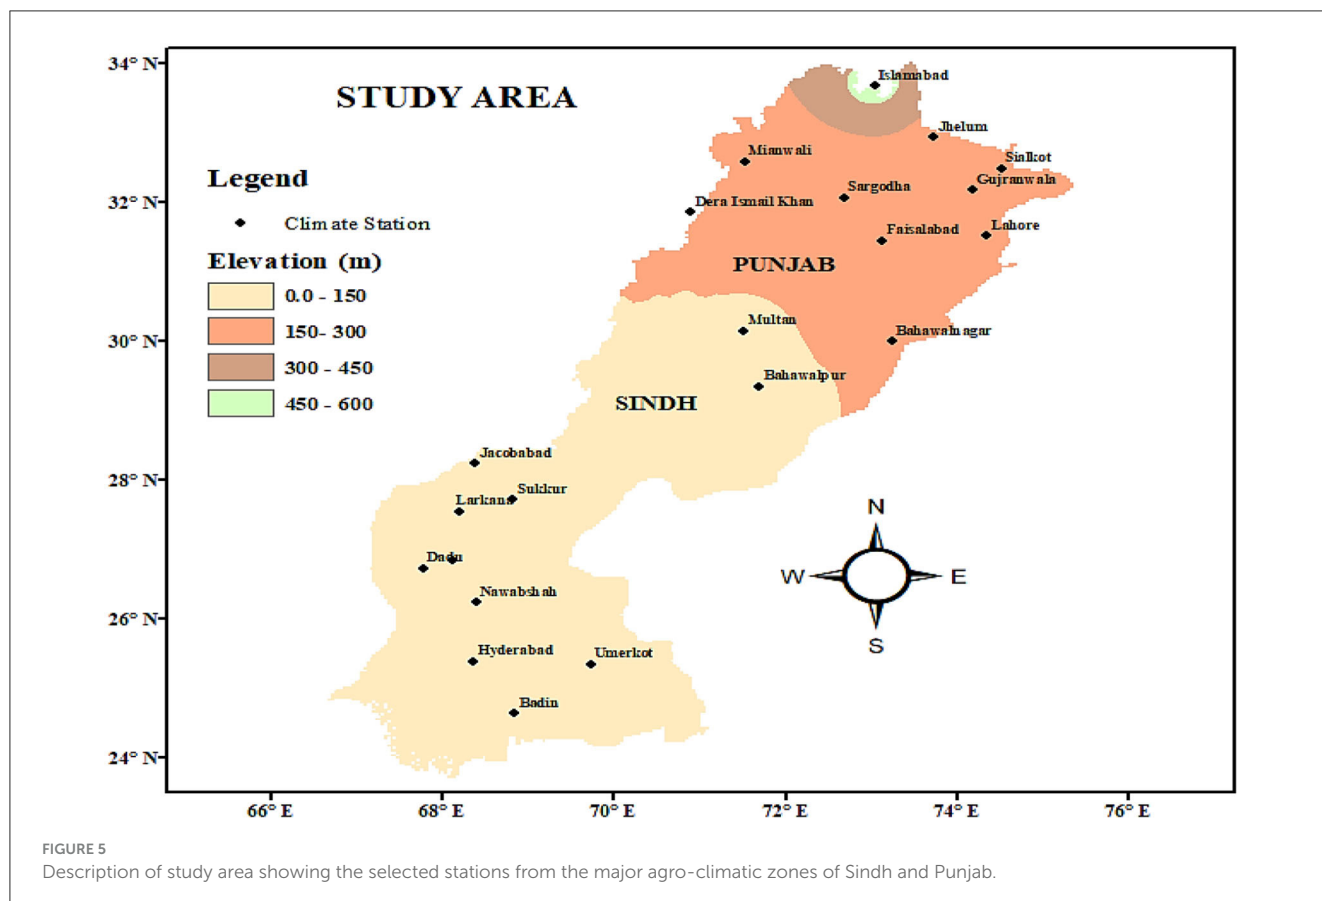 34° N
STUDY AREA
Islamabad
Jhelum
Mianwali
Sialkot
Legend
Gujranwala
Sargodha
32° N
Dera Ismail Khan
Climate Station
Lahore
Faisalabad
Elevation (m)
PUNJAB
0.0 - 150
Multan
150- 300
30° N
Bahawalnagar
300 - 450
Bahawalpur
450 - 600
SINDH
Jacobabad
28° N
Sukkur
Larkana
N
Dadu
W
E
Nawabshah
26° N
S
Hyderabad
Umerkot
Badin
24° N
66° E
68° E
70° E
72° E
74° E
76° E
FIGURE 5
Description of study area showing the selected stations from the major agro-climatic zones of Sindh and Punjab.